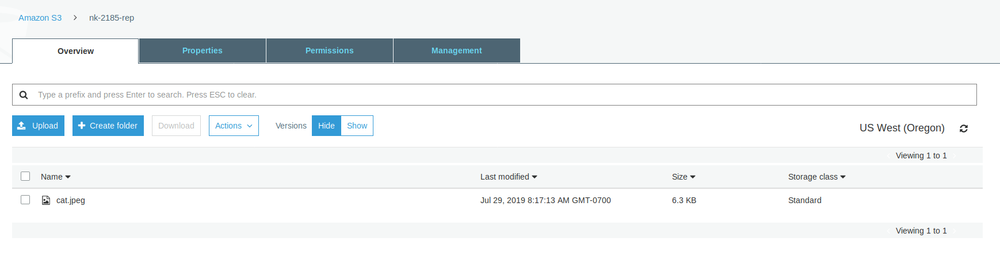 Amazon S3 > nk-2185-rep
Overview Properties Permissions Management
Type a prefix and press Enter to search. Press ESC to clear.
Upload Create folder Download Actions Versions Hide Show US West (Oregon)
Viewing 1 to 1
Name Last modified Size Storage class
cat.jpeg Jul 29, 2019 8:17:13 AM GMT-0700 6.3 KB Standard
Viewing 1 to 1